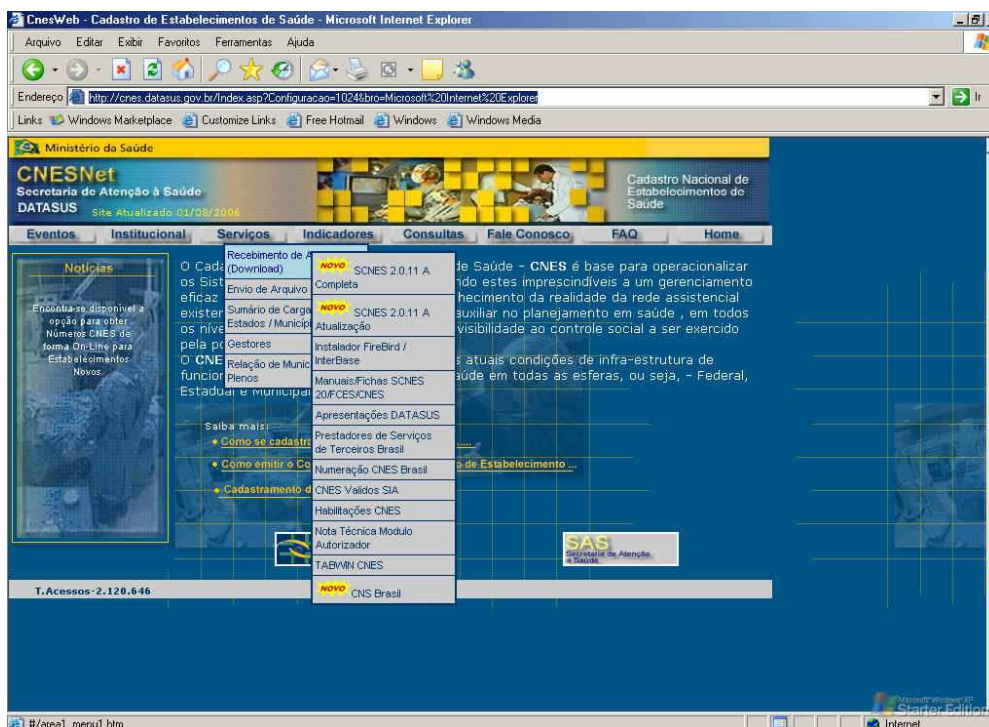 CnesWeb - Cadastro de Estabelecimentos de Saúde - Microsoft Internet Explorer
Arquivo Editar Exibir Favoritos Ferramentas Ajuda
Endereço http://cnes.datasus.gov.br/Index.asp?Configuracao=1024&bro=Microsoft%20Internet%20Explorer Ir
Links Windows Marketplace Customize Links Free Hotmail Windows Windows Media
Ministério da Saúde
CNESNet
Secretaria de Atenção à Saúde
DATASUS Site Atualizado 01/08/2006
Cadastro Nacional de
Estabelecimentos de
Saúde
Eventos Institucional Serviços Indicadores Consultas Fale Conosco FAQ Home
Notícias
Encontra-se disponível a
opção para obter
Números CNES de
forma On-Line para
Estabelecimentos
Novos.
Recebimento de A
(Download)
Envio de Arquivo
Sumário de Carga
Estados / Municíp
Gestores
Relação de Munic
Plenos
NOVO SCNES 2.0.11 A
Completa
NOVO SCNES 2.0.11 A
Atualização
Instalador FireBird /
InterBase
Manuais/Fichas SCNES
20/FCES/CNES
Apresentações DATASUS
Prestadores de Serviços
de Terceiros Brasil
Numeração CNES Brasil
CNES Validos SIA
Habilitações CNES
Nota Técnica Modulo
Autorizador
TABWIN CNES
NOVO CNS Brasil
O Cada de Saúde - CNES é base para operacionalizar
os Sist ndo estes imprescindíveis a um gerenciamento
eficaz hecimento da realidade da rede assistencial
existen auxiliar no planejamento em saúde , em todos
os níve visibilidade ao controle social a ser exercido
pela po
O CNE s atuais condições de infra-estrutura de
funcior aúde em todas as esferas, ou seja, - Federal,
Estadual e Municipal
Saiba mais:
Como se cadastra .....
Como emitir o Co o de Estabelecimento ...
Cadastramento d
SAS
Secretaria de Atenção
a Saúde
T.Acessos-2.120.646
Microsoft Windows XP
Starter Edition
#/area1_menu1.htm Internet